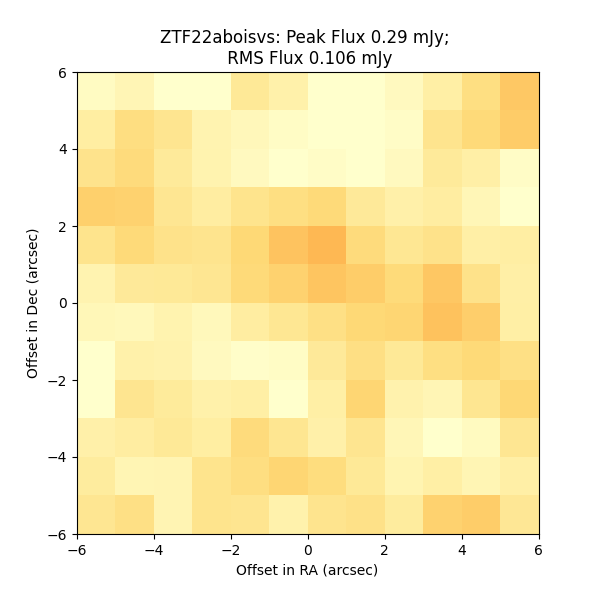 ZTF22aboisvs: Peak Flux 0.29 mJy;
RMS Flux 0.106 mJy
6
4
2
0
−2
−4
−6
Offset in Dec (arcsec)
−6 −4 −2 0 2 4 6
Offset in RA (arcsec)